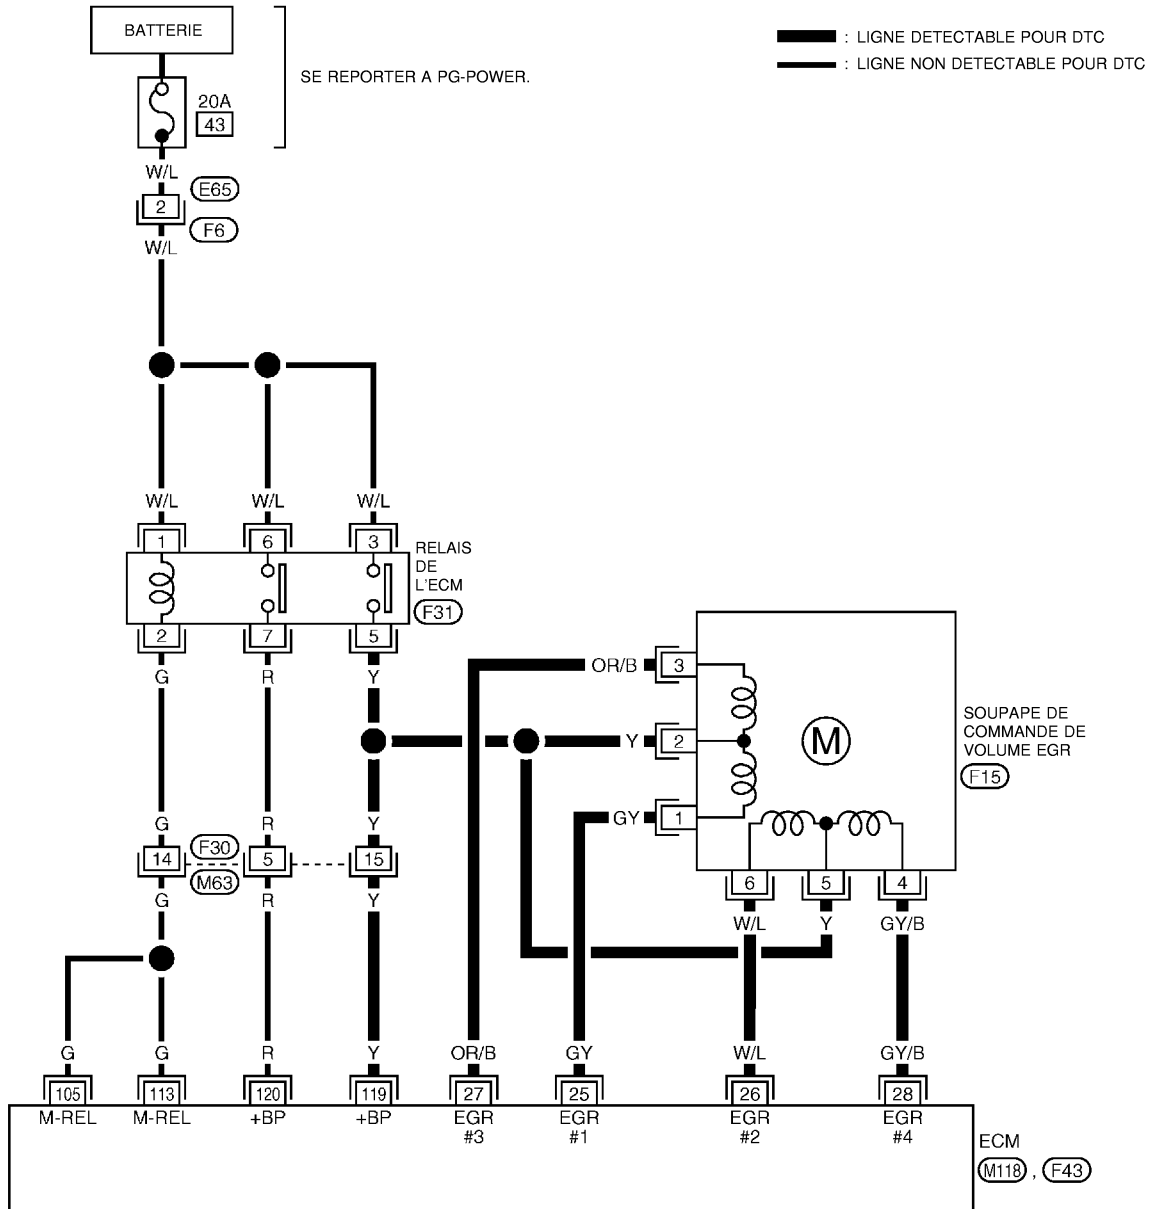 BATTERIE
: LIGNE DETECTABLE POUR DTC
: LIGNE NON DETECTABLE POUR DTC
SE REPORTER A PG-POWER.
20A
43
W/L
E65
2
F6
W/L
W/L W/L W/L
1 6 3
RELAIS
DE
L'ECM
F31
2 7 5
G R Y
OR/B 3
Y 2
GY 1
M
SOUPAPE DE
COMMANDE DE
VOLUME EGR
F15
G R Y
F30
14 5 15
M63
G R Y
6 5 4
W/L Y GY/B
G G R Y OR/B GY W/L GY/B
105 113 120 119 27 25 26 28
M-REL M-REL +BP +BP EGR EGR EGR EGR
#3 #1 #2 #4
ECM
M118 , F43